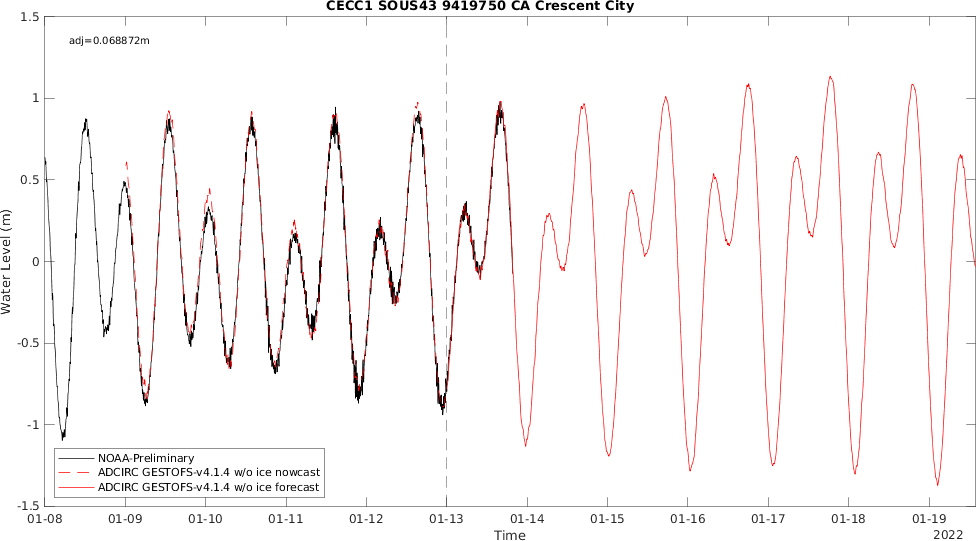 CECC1 SOUS43 9419750 CA Crescent City
adj=0.068872m
1.5
1
0.5
0
-0.5
-1
-1.5
Water Level (m)
NOAA-Preliminary
ADCIRC GESTOFS-v4.1.4 w/o ice nowcast
ADCIRC GESTOFS-v4.1.4 w/o ice forecast
01-08 01-09 01-10 01-11 01-12 01-13 01-14 01-15 01-16 01-17 01-18 01-19
Time
2022